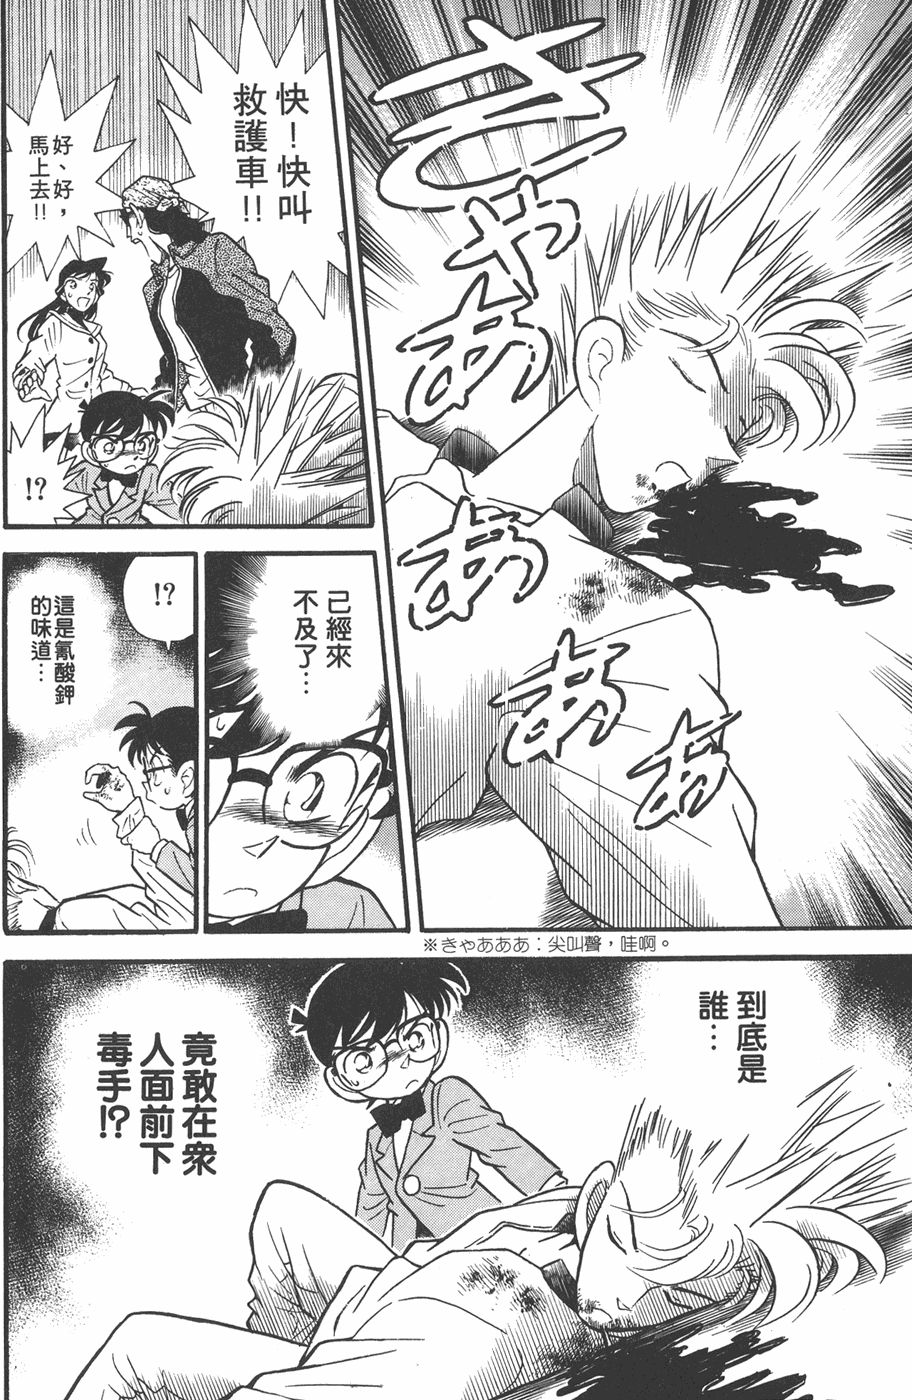 きゃああああ
※きゃあああ：尖叫聲，哇啊。
快！快叫
救護車!!
好、好，
馬上去!!
!?
已經來
不及了…
!?
這是氰酸鉀
的味道…
到底是
誰…
竟敢在眾
人面前下
毒手!?